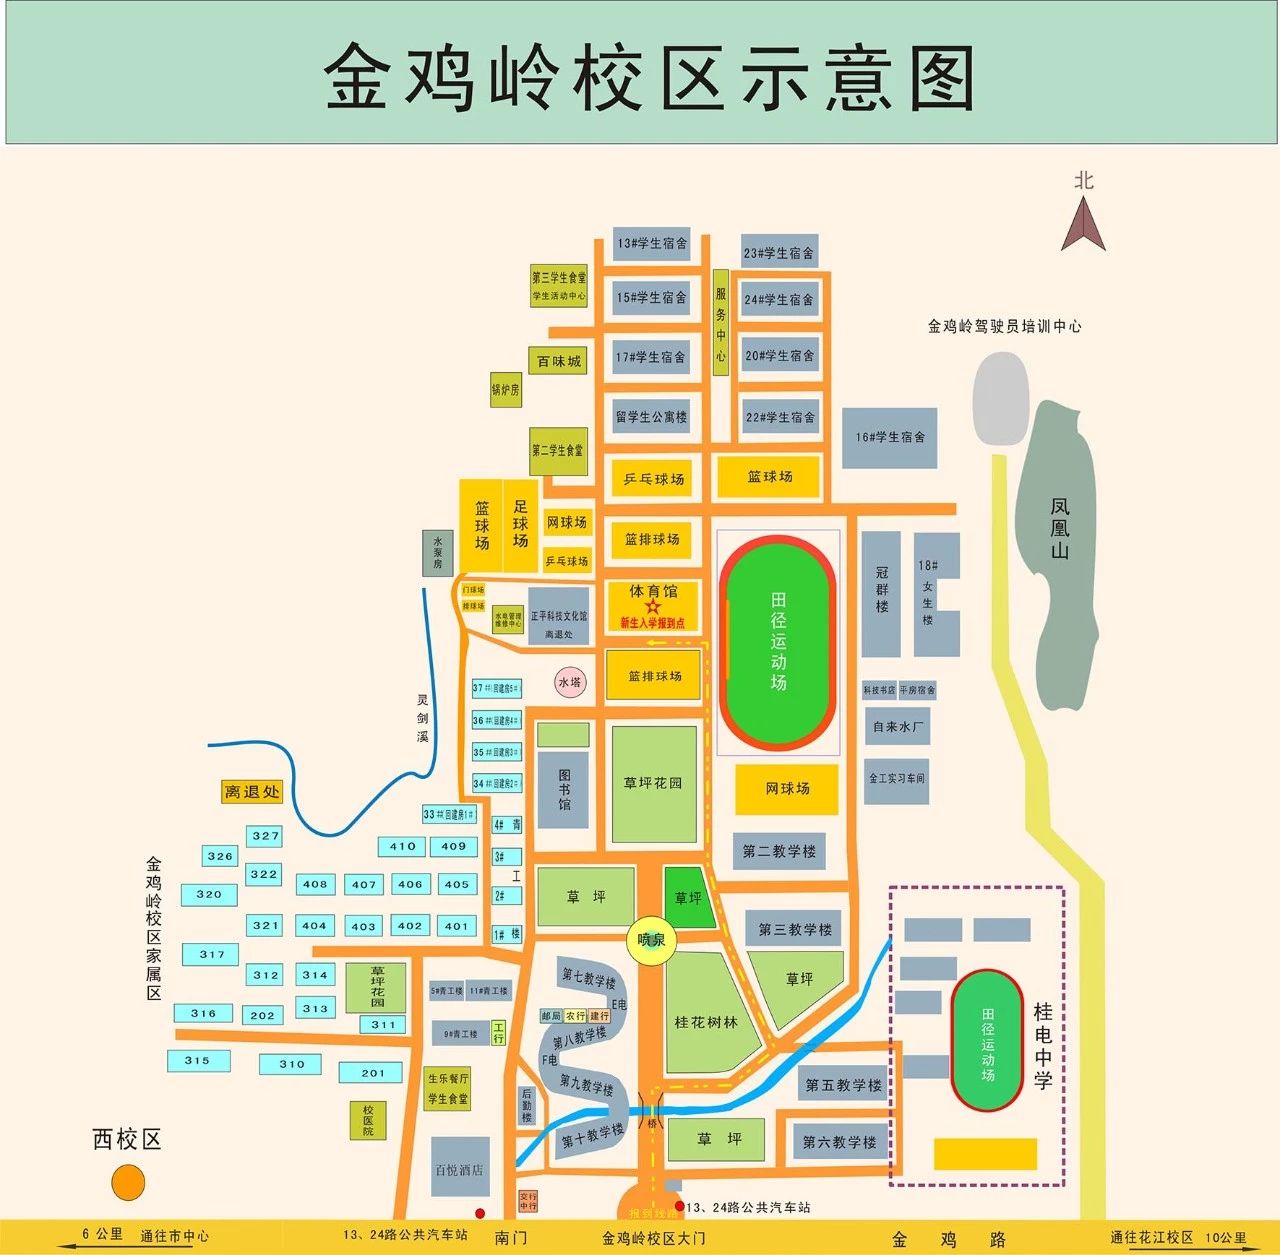 金鸡岭校区示意图
北
13#学生宿舍
23#学生宿舍
第三学生食堂
学生活动中心
15#学生宿舍
服务中心
24#学生宿舍
金鸡岭驾驶员培训中心
百味城
17#学生宿舍
20#学生宿舍
锅炉房
留学生公寓楼
22#学生宿舍
16#学生宿舍
第二学生食堂
乒乓球场
篮球场
篮球场
足球场
网球场
凤凰山
水泵房
乒乓球场
篮排球场
冠群楼
18#
女生楼
门球场
排球场
体育馆
新生入学报到点
水电管理
维修中心
正平科技文化馆
离退处
田径运动场
水塔
篮排球场
科技书店
平房宿舍
37#(回建房5#)
36#(回建房4#)
35#(回建房3#)
34#(回建房2#)
33#(回建房1#)
灵剑溪
自来水厂
图书馆
草坪花园
网球场
金工实习车间
离退处
4# 青
3#
工
2#
1# 楼
327
410
409
326
322
408
407
406
405
320
321
404
403
402
401
317
312
314
316
202
313
311
315
310
201
金鸡岭校区家属区
草坪花园
第二教学楼
草 坪
草坪
喷泉
第三教学楼
草坪
桂花树林
5#青工楼
11#青工楼
9#青工楼
工行
第七教学楼
E电
邮局
农行
建行
第八教学楼
F电
第九教学楼
第十教学楼
后勤楼
生乐餐厅
学生食堂
校医院
百悦酒店
交行
中行
桥
草 坪
第五教学楼
第六教学楼
田径运动场
桂电中学
西校区
报到线路
13、24路公共汽车站
6 公里
通往市中心
13、24路公共汽车站
南门
金鸡岭校区大门
金 鸡 路
通往花江校区 10公里